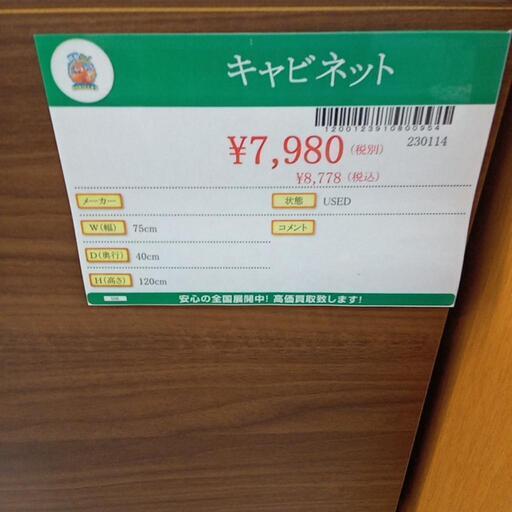 キャビネット
1200123910800904
¥7,980(税別) 230114
¥8,778(税込)
メーカー
状態 USED
W(幅) 75cm
コメント
D(奥行) 40cm
H(高さ) 120cm
安心の全国展開中!高価買取致します!